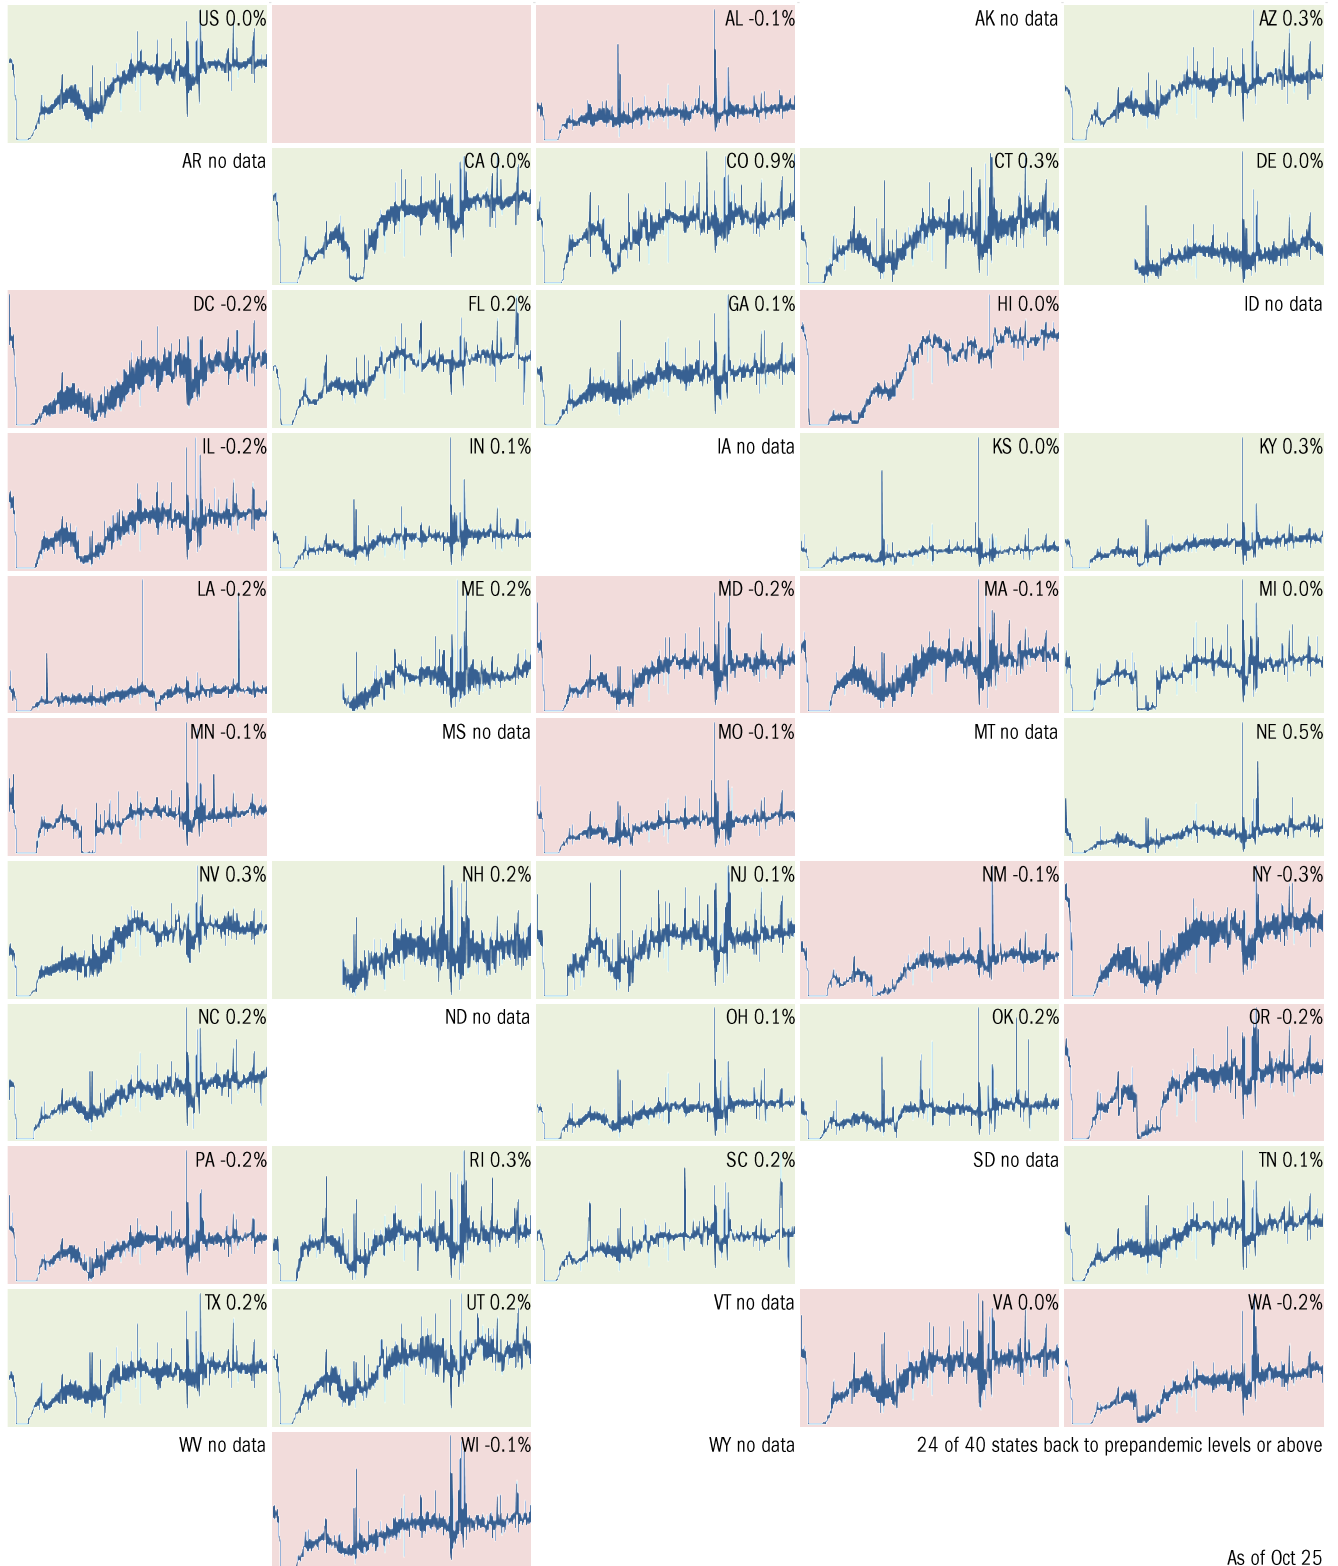 US 0.0%
AL -0.1%
AK no data
AZ 0.3%
AR no data
CA 0.0%
CO 0.9%
CT 0.3%
DE 0.0%
DC -0.2%
FL 0.2%
GA 0.1%
HI 0.0%
ID no data
IL -0.2%
IN 0.1%
IA no data
KS 0.0%
KY 0.3%
LA -0.2%
ME 0.2%
MD -0.2%
MA -0.1%
MI 0.0%
MN -0.1%
MS no data
MO -0.1%
MT no data
NE 0.5%
NV 0.3%
NH 0.2%
NJ 0.1%
NM -0.1%
NY -0.3%
NC 0.2%
ND no data
OH 0.1%
OK 0.2%
OR -0.2%
PA -0.2%
RI 0.3%
SC 0.2%
SD no data
TN 0.1%
TX 0.2%
UT 0.2%
VT no data
VA 0.0%
WA -0.2%
WV no data
WI -0.1%
WY no data
24 of 40 states back to prepandemic levels or above
As of Oct 25